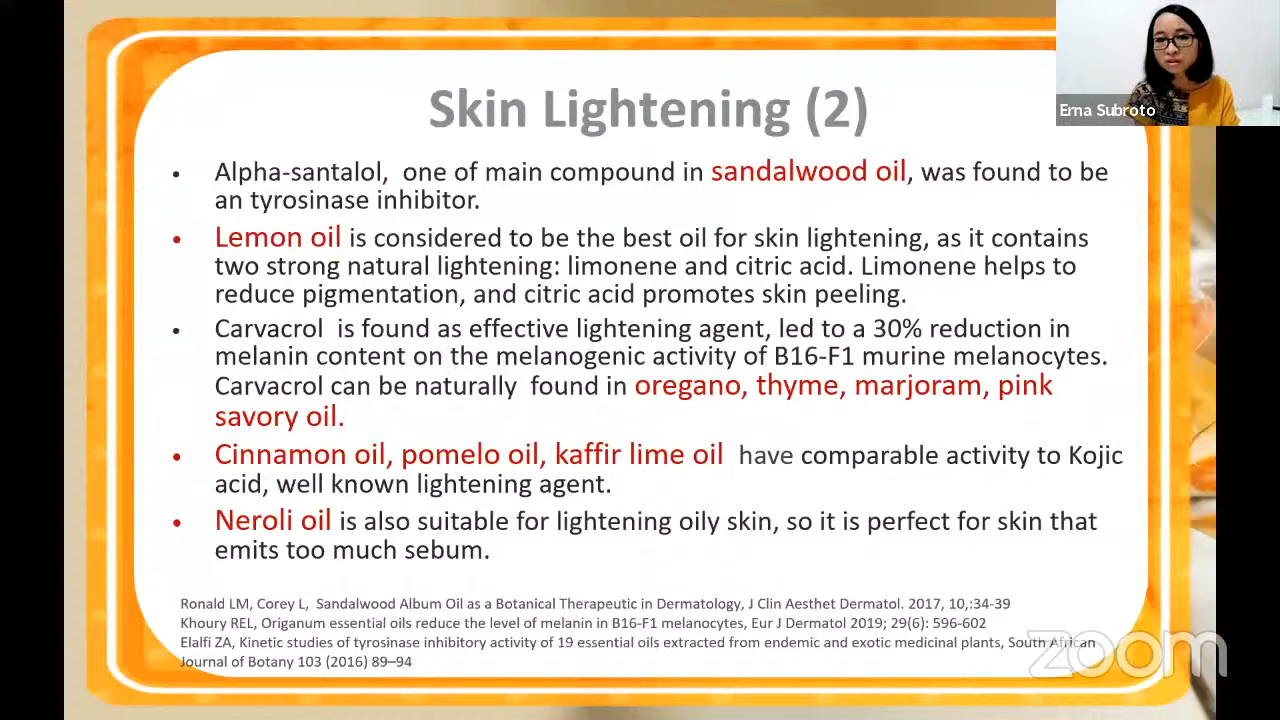 Skin Lightening (2)
Erna Subroto
• Alpha-santalol, one of main compound in sandalwood oil, was found to be
an tyrosinase inhibitor.
• Lemon oil is considered to be the best oil for skin lightening, as it contains
two strong natural lightening: limonene and citric acid. Limonene helps to
reduce pigmentation, and citric acid promotes skin peeling.
• Carvacrol is found as effective lightening agent, led to a 30% reduction in
melanin content on the melanogenic activity of B16-F1 murine melanocytes.
Carvacrol can be naturally found in oregano, thyme, marjoram, pink
savory oil.
• Cinnamon oil, pomelo oil, kaffir lime oil have comparable activity to Kojic
acid, well known lightening agent.
• Neroli oil is also suitable for lightening oily skin, so it is perfect for skin that
emits too much sebum.
Ronald LM, Corey L, Sandalwood Album Oil as a Botanical Therapeutic in Dermatology, J Clin Aesthet Dermatol. 2017, 10,:34-39
Khoury REL, Origanum essential oils reduce the level of melanin in B16-F1 melanocytes, Eur J Dermatol 2019; 29(6): 596-602
Elalfi ZA, Kinetic studies of tyrosinase inhibitory activity of 19 essential oils extracted from endemic and exotic medicinal plants, South African
Journal of Botany 103 (2016) 89–94
zoom